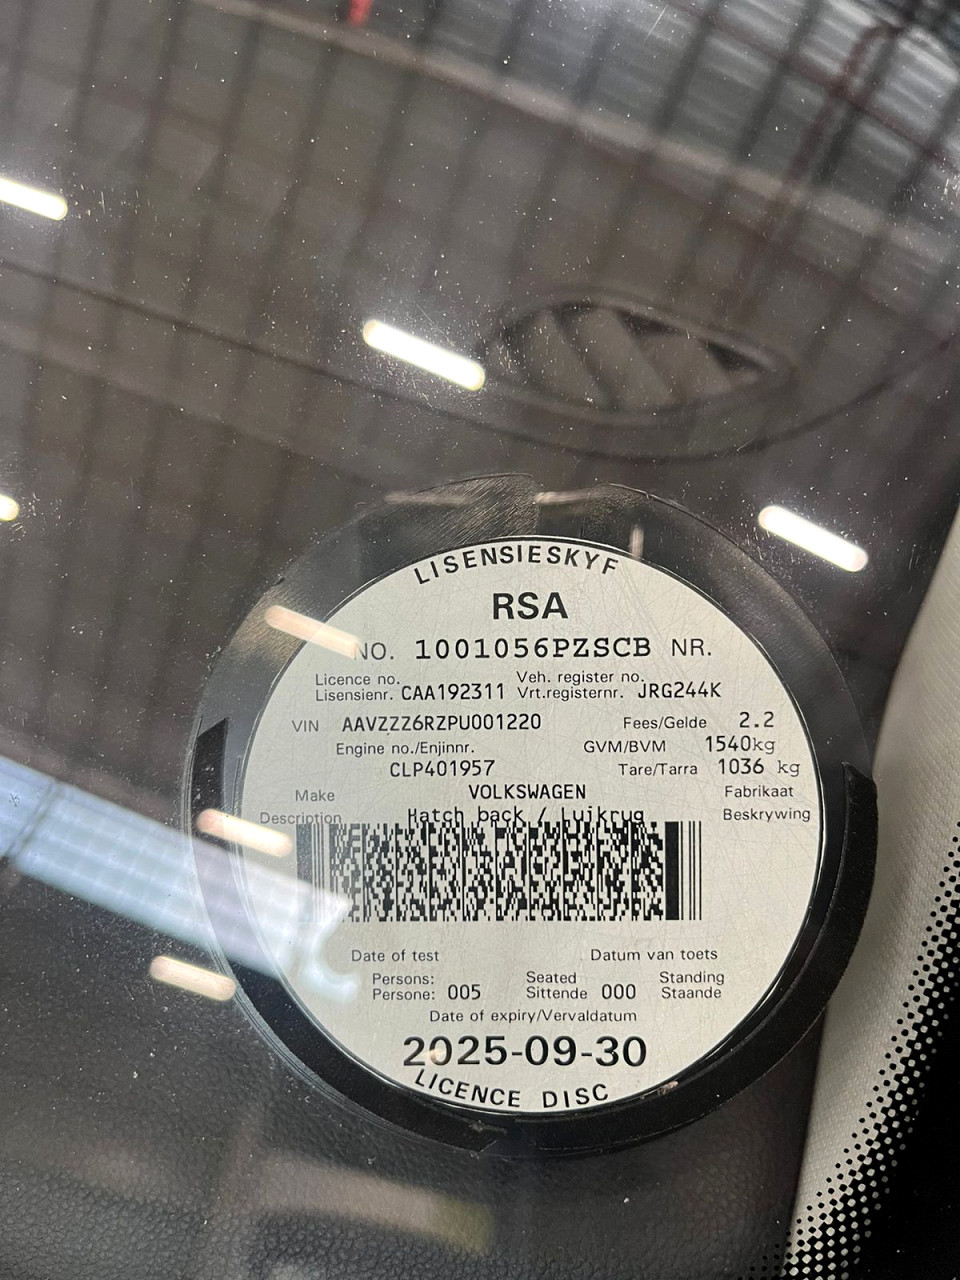 LISENSIESKYF
RSA
NO. 1001056PZSCB NR.
Licence no. Veh. register no.
Lisensienr. CAA192311 Vrt.registernr. JRG244K
VIN AAVZZZ6RZPU001220 Fees/Gelde 2.2
Engine no./Enjinnr. GVM/BVM 1540kg
CLP401957 Tare/Tarra 1036 kg
Make VOLKSWAGEN Fabrikaat
Description Hatch back / Luikrug Beskrywing
Date of test Datum van toets
Persons: Seated Standing
Persone: 005 Sittende 000 Staande
Date of expiry/Vervaldatum
2025-09-30
LICENCE DISC